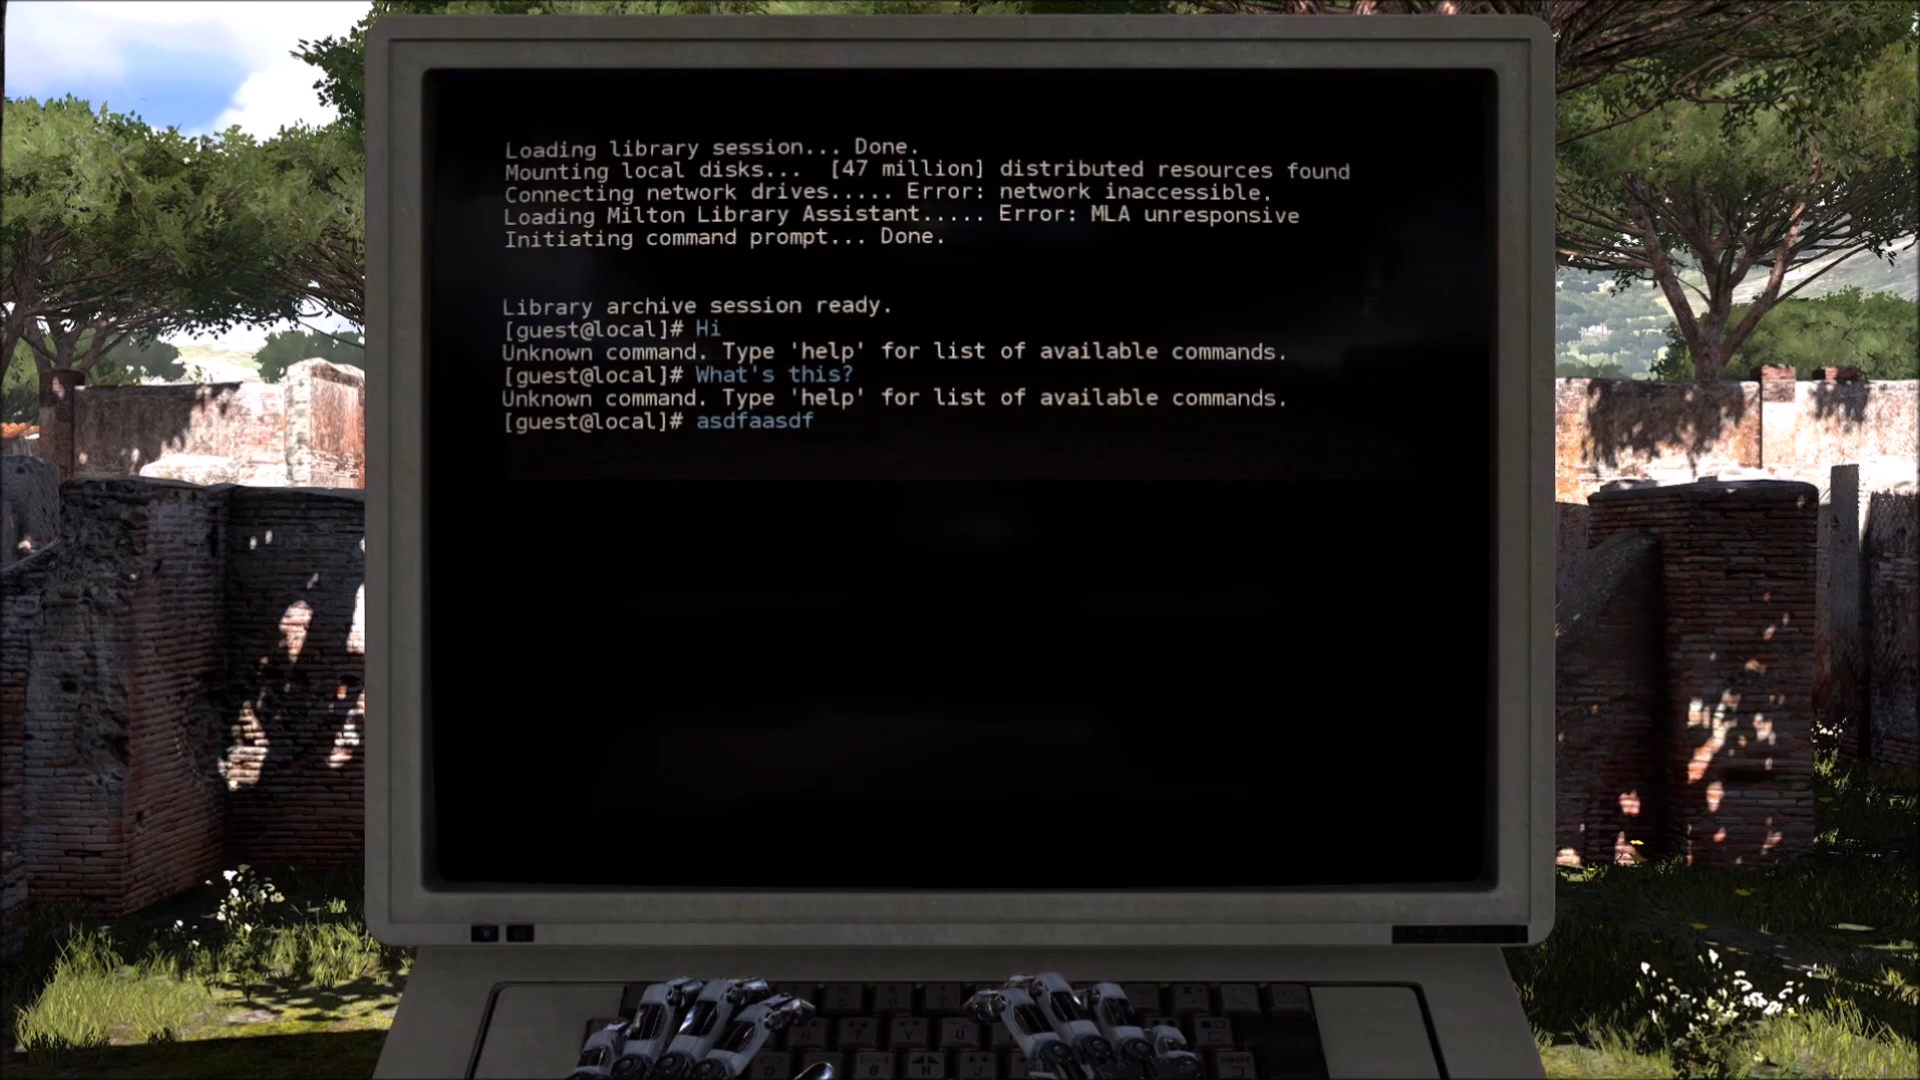 Loading library session... Done.
Mounting local disks...  [47 million] distributed resources found
Connecting network drives..... Error: network inaccessible.
Loading Milton Library Assistant..... Error: MLA unresponsive
Initiating command prompt... Done.
Library archive session ready.
[guest@local]# Hi
Unknown command. Type 'help' for list of available commands.
[guest@local]# What's this?
Unknown command. Type 'help' for list of available commands.
[guest@local]# asdfaasdf